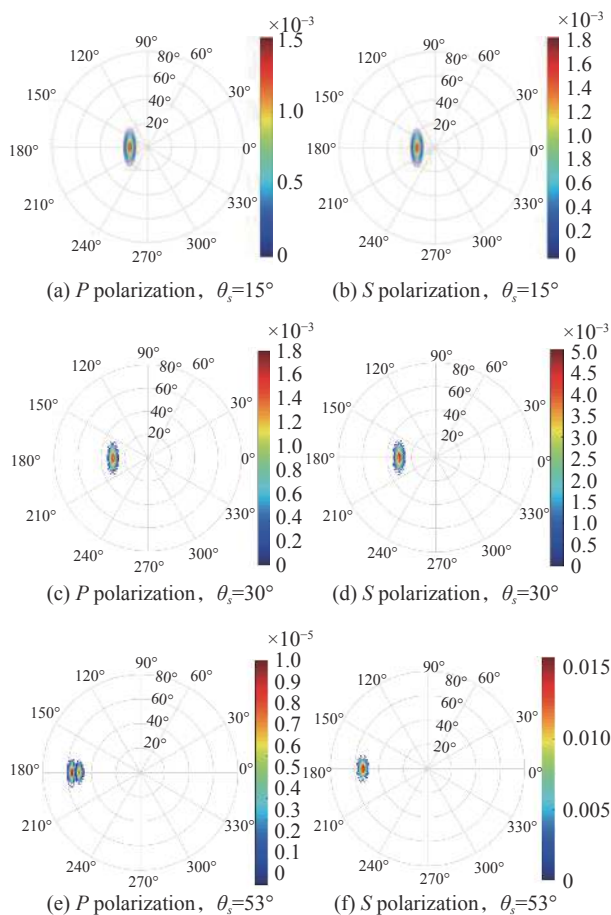 90° 120° 60° 80° 60° 150° 30° 40° 20° 180° 0° 210° 330° 240° 300° 270° ×10⁻³ 1.5 1.0 0.5 0
90° 120° 60° 80° 60° 150° 30° 40° 20° 180° 0° 210° 330° 240° 300° 270° ×10⁻³ 1.8 1.6 1.4 1.2 1.0 0.8 0.6 0.4 0.2 0
(a) P polarization, θs=15°
(b) S polarization, θs=15°
90° 120° 60° 80° 60° 150° 30° 40° 20° 180° 0° 210° 330° 240° 300° 270° ×10⁻³ 1.8 1.6 1.4 1.2 1.0 0.8 0.6 0.4 0.2 0
90° 120° 60° 80° 60° 150° 30° 40° 20° 180° 0° 210° 330° 240° 300° 270° ×10⁻³ 5.0 4.5 4.0 3.5 3.0 2.5 2.0 1.5 1.0 0.5 0
(c) P polarization, θs=30°
(d) S polarization, θs=30°
90° 120° 60° 80° 60° 150° 30° 40° 20° 180° 0° 210° 330° 240° 300° 270° ×10⁻⁵ 1.0 0.9 0.8 0.7 0.6 0.5 0.4 0.3 0.2 0.1 0
90° 120° 60° 80° 60° 150° 30° 40° 20° 180° 0° 210° 330° 240° 300° 270° 0.015 0.010 0.005 0
(e) P polarization, θs=53°
(f) S polarization, θs=53°